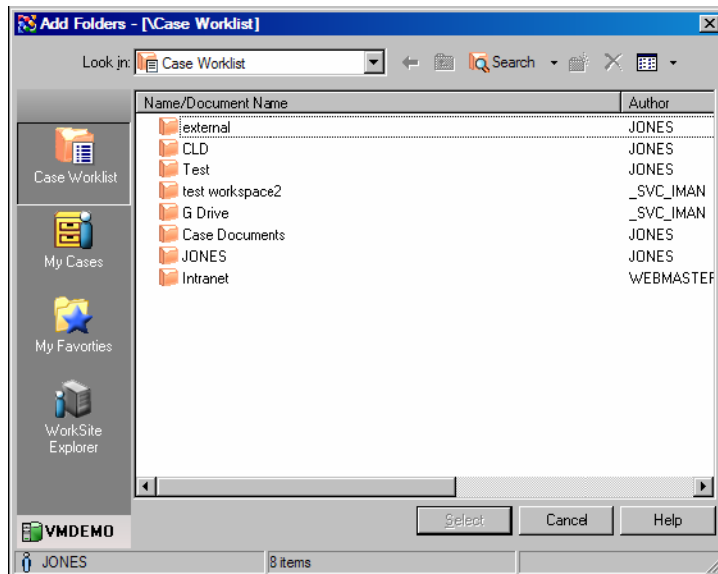 Add Folders - [\Case Worklist]
Look in: Case Worklist Search
Name/Document Name Author
external JONES
CLD JONES
Test JONES
test workspace2 _SVC_IMAN
G Drive _SVC_IMAN
Case Documents JONES
JONES JONES
Intranet WEBMASTER
Case Worklist
My Cases
My Favorties
WorkSite
Explorer
Select Cancel Help
VMDEMO
JONES 8 items